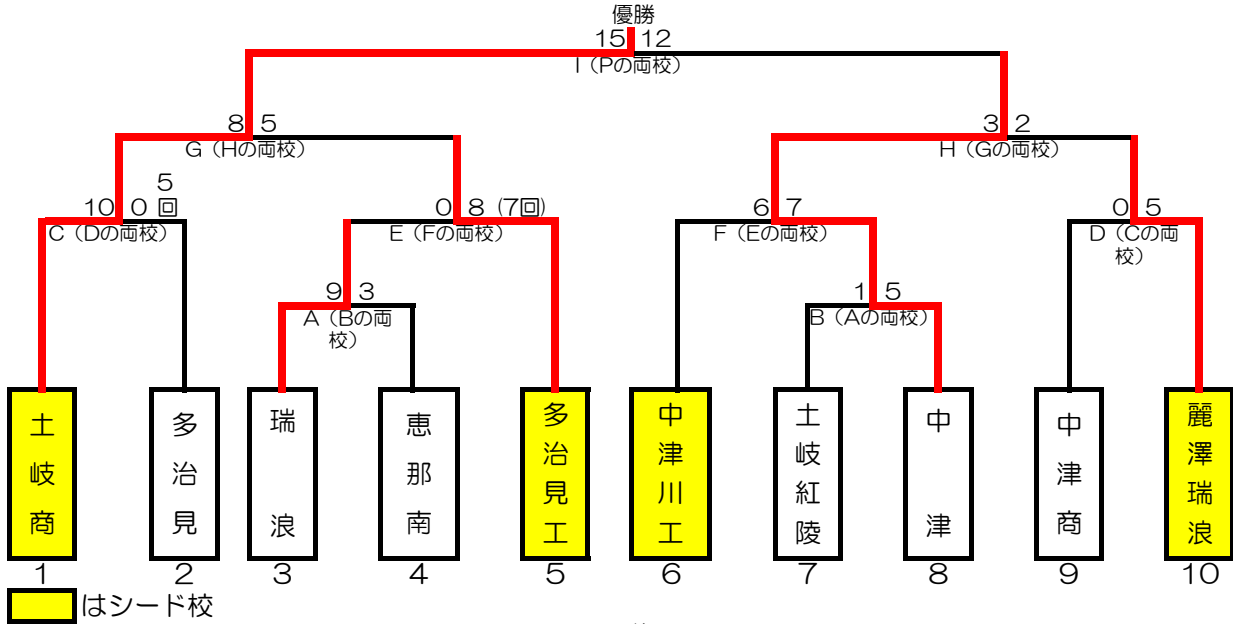 優勝
15 12
I（Pの両校）
8 5
G（Hの両校）
3 2
H（Gの両校）
5
10 0 回
C（Dの両校）
0 8 (7回)
E（Fの両校）
6 7
F（Eの両校）
0 5
D（Cの両
校）
9 3
A（Bの両
校）
1 5
B（Aの両校）
土岐商
多治見
瑞浪
恵那南
多治見工
中津川工
土岐紅陵
中津
中津商
麗澤瑞浪
1 2 3 4 5 6 7 8 9 10
はシード校